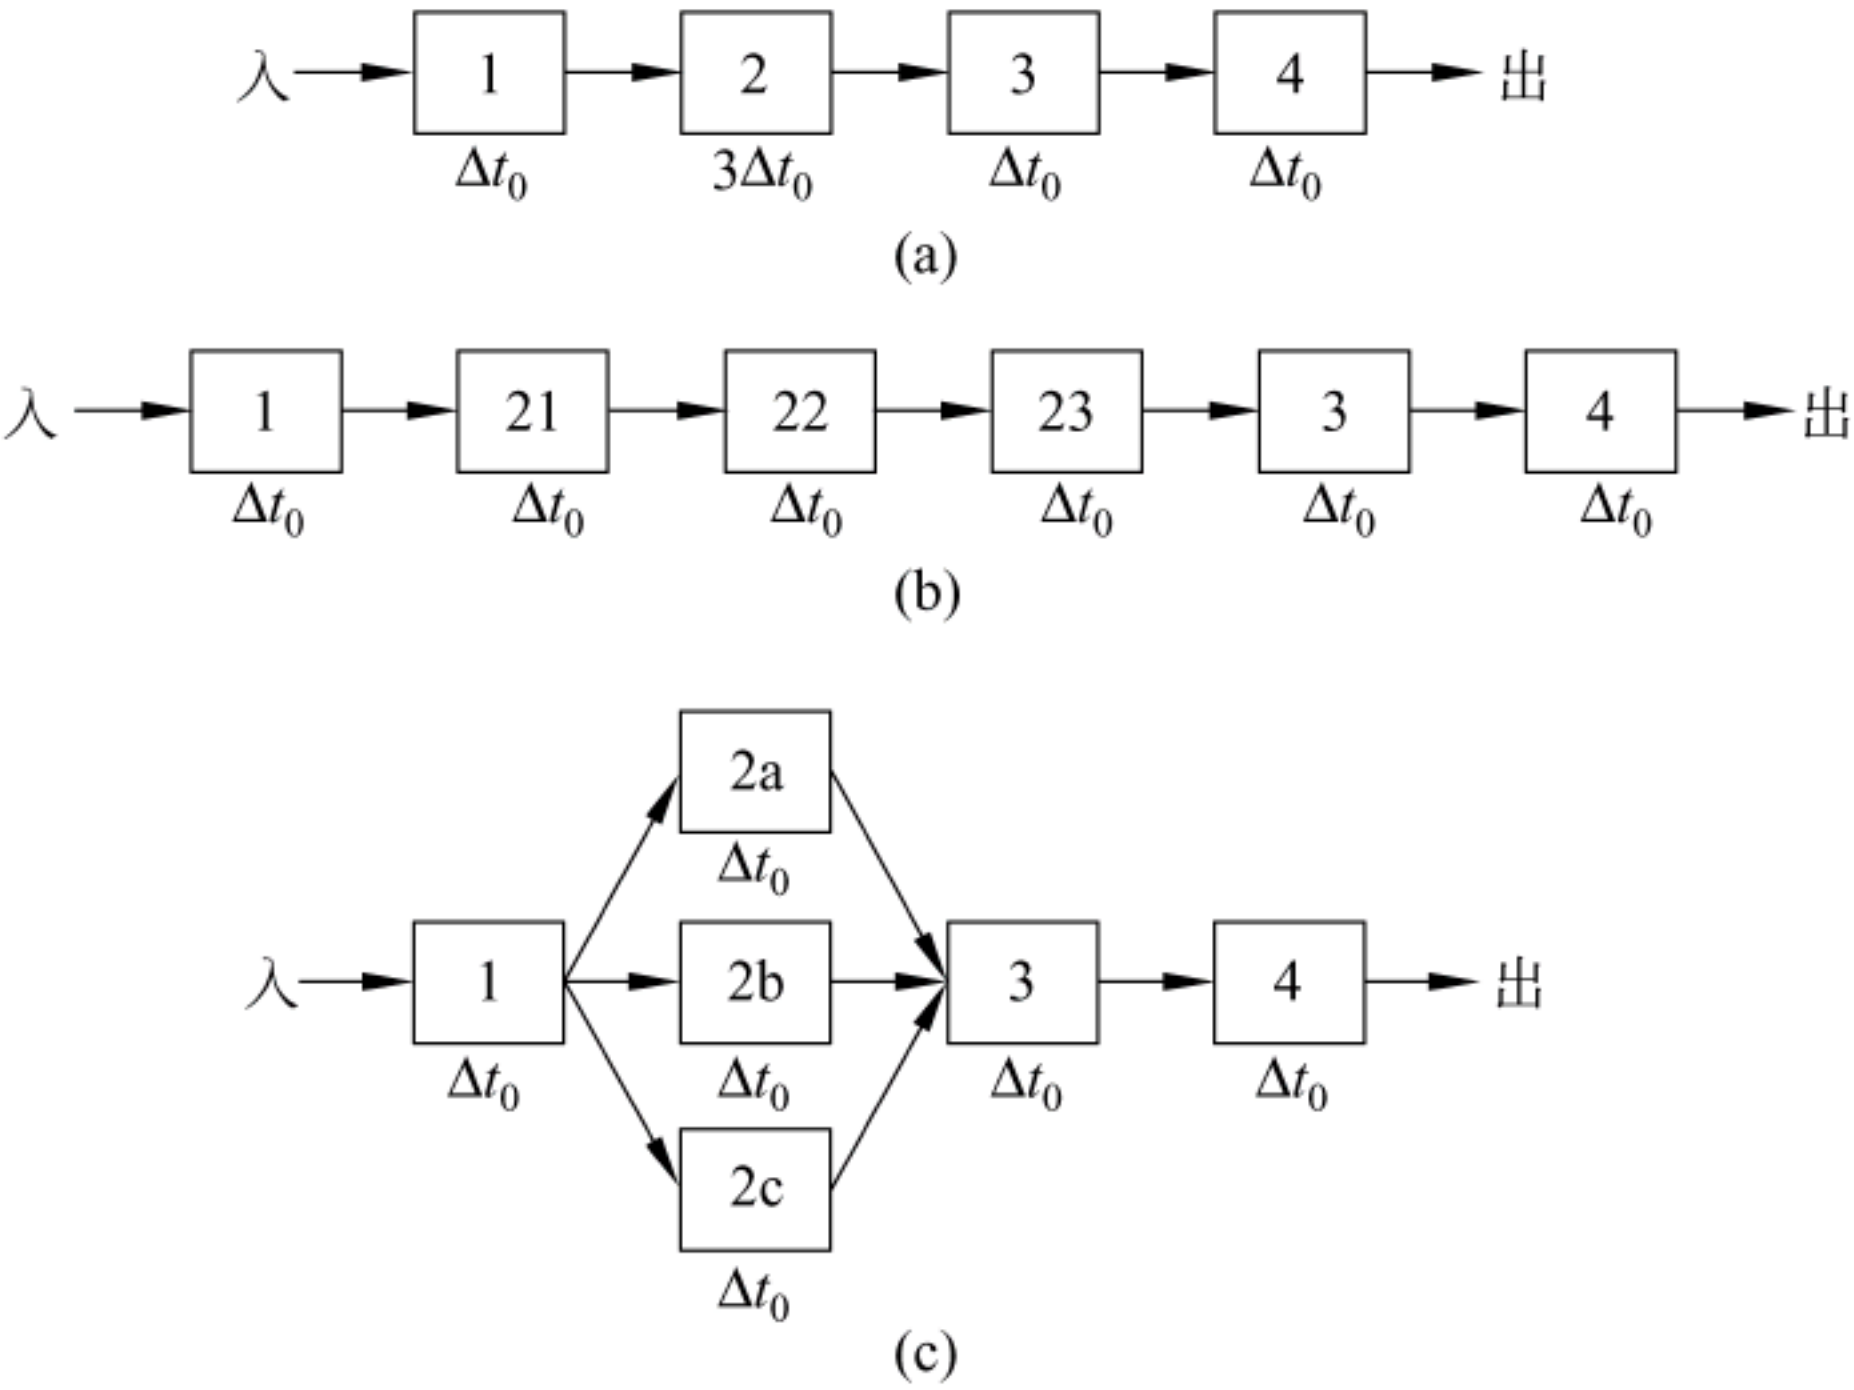 入 1 2 3 4 出
Δt₀ 3Δt₀ Δt₀ Δt₀
(a)
入 1 21 22 23 3 4 出
Δt₀ Δt₀ Δt₀ Δt₀ Δt₀ Δt₀
(b)
2a
Δt₀
入 1 2b 3 4 出
Δt₀ Δt₀ Δt₀ Δt₀
2c
Δt₀
(c)